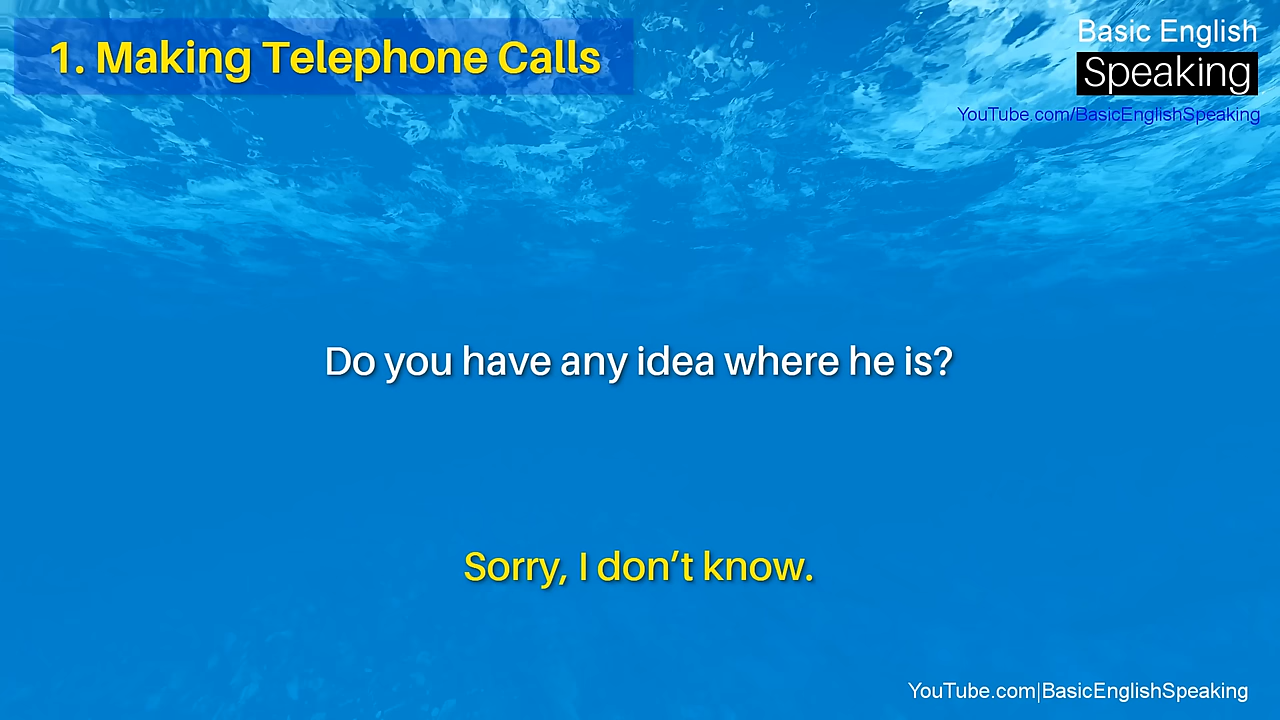 1. Making Telephone Calls
Basic English
Speaking
YouTube.com/BasicEnglishSpeaking
Do you have any idea where he is?
Sorry, I don’t know.
YouTube.com|BasicEnglishSpeaking